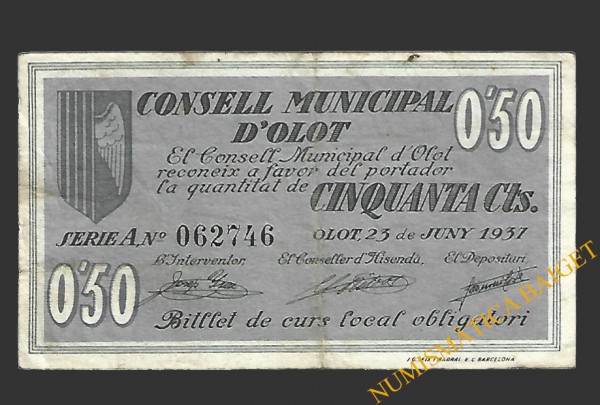 CONSELL MUNICIPAL
D'OLOT
0'50
El Consell Municipal d'Olot
reconeix a favor del portador
la quantitat de CINQUANTA Cts.
SERIE A, Nº 062746 OLOT, 23 de JUNY 1937
L'Interventor, El Conseller d'Hisenda, El Depositari,
0'50
Billlet de curs local obligatori
BARCELONA
NUMISMATICA BAIGET